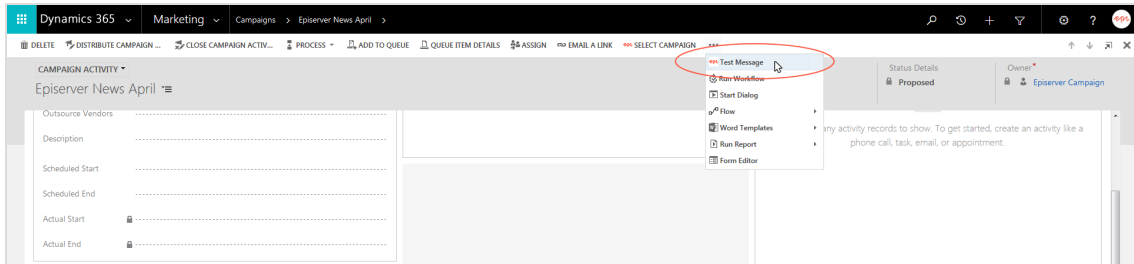 Dynamics 365 Marketing Campaigns > Episerver News April >
DELETE DISTRIBUTE CAMPAIGN ... CLOSE CAMPAIGN ACTIV... PROCESS ADD TO QUEUE QUEUE ITEM DETAILS ASSIGN EMAIL A LINK SELECT CAMPAIGN ...
CAMPAIGN ACTIVITY
Episerver News April
Status Details
Proposed
Owner*
Episerver Campaign
Test Message
Run Workflow
Start Dialog
Flow
Word Templates
Run Report
Form Editor
Outsource Vendors
Description
Scheduled Start
Scheduled End
Actual Start
Actual End
any activity records to show. To get started, create an activity like a
phone call, task, email, or appointment.